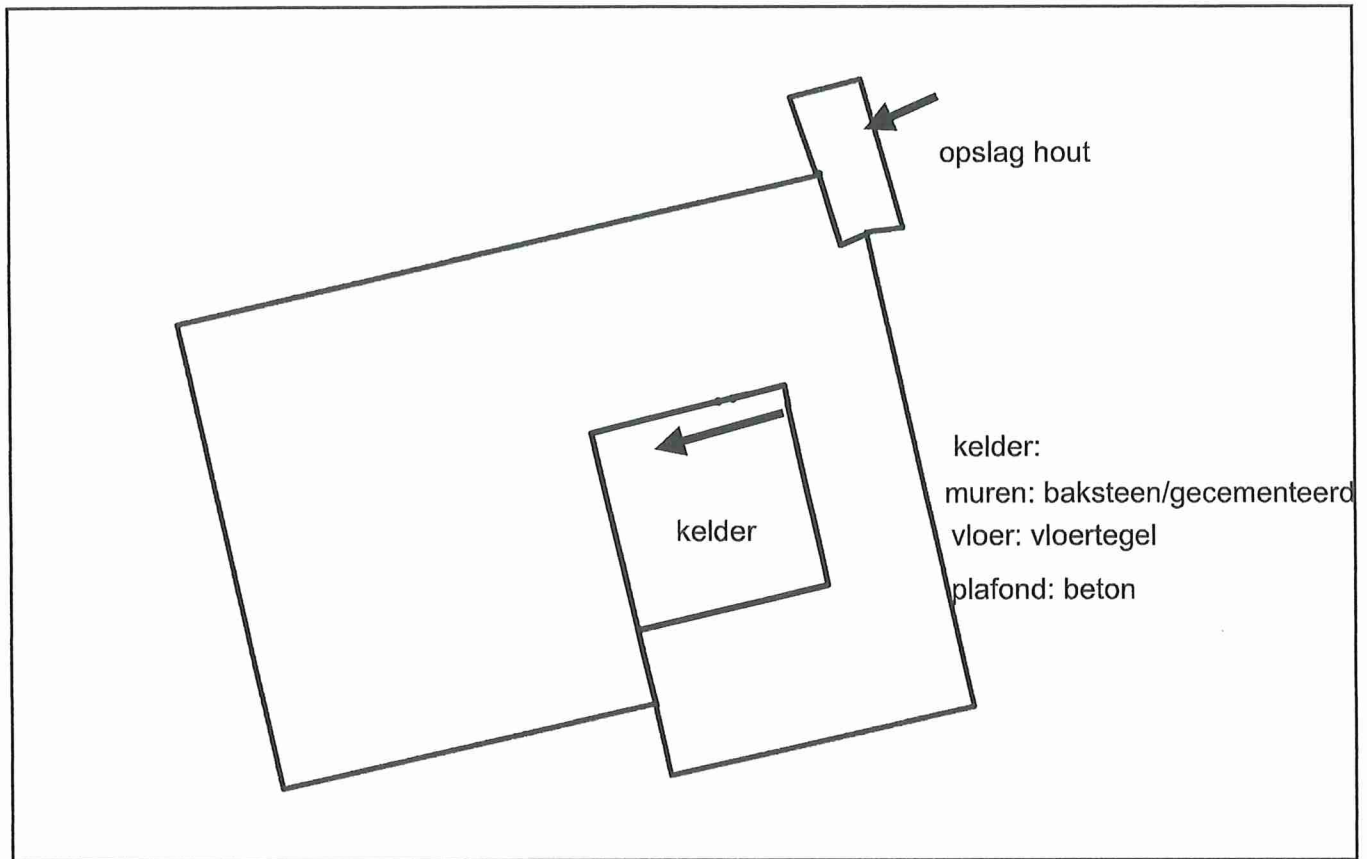 opslag hout
kelder:
muren: baksteen/gecementeerd
kelder
vloer: vloertegel
plafond: beton